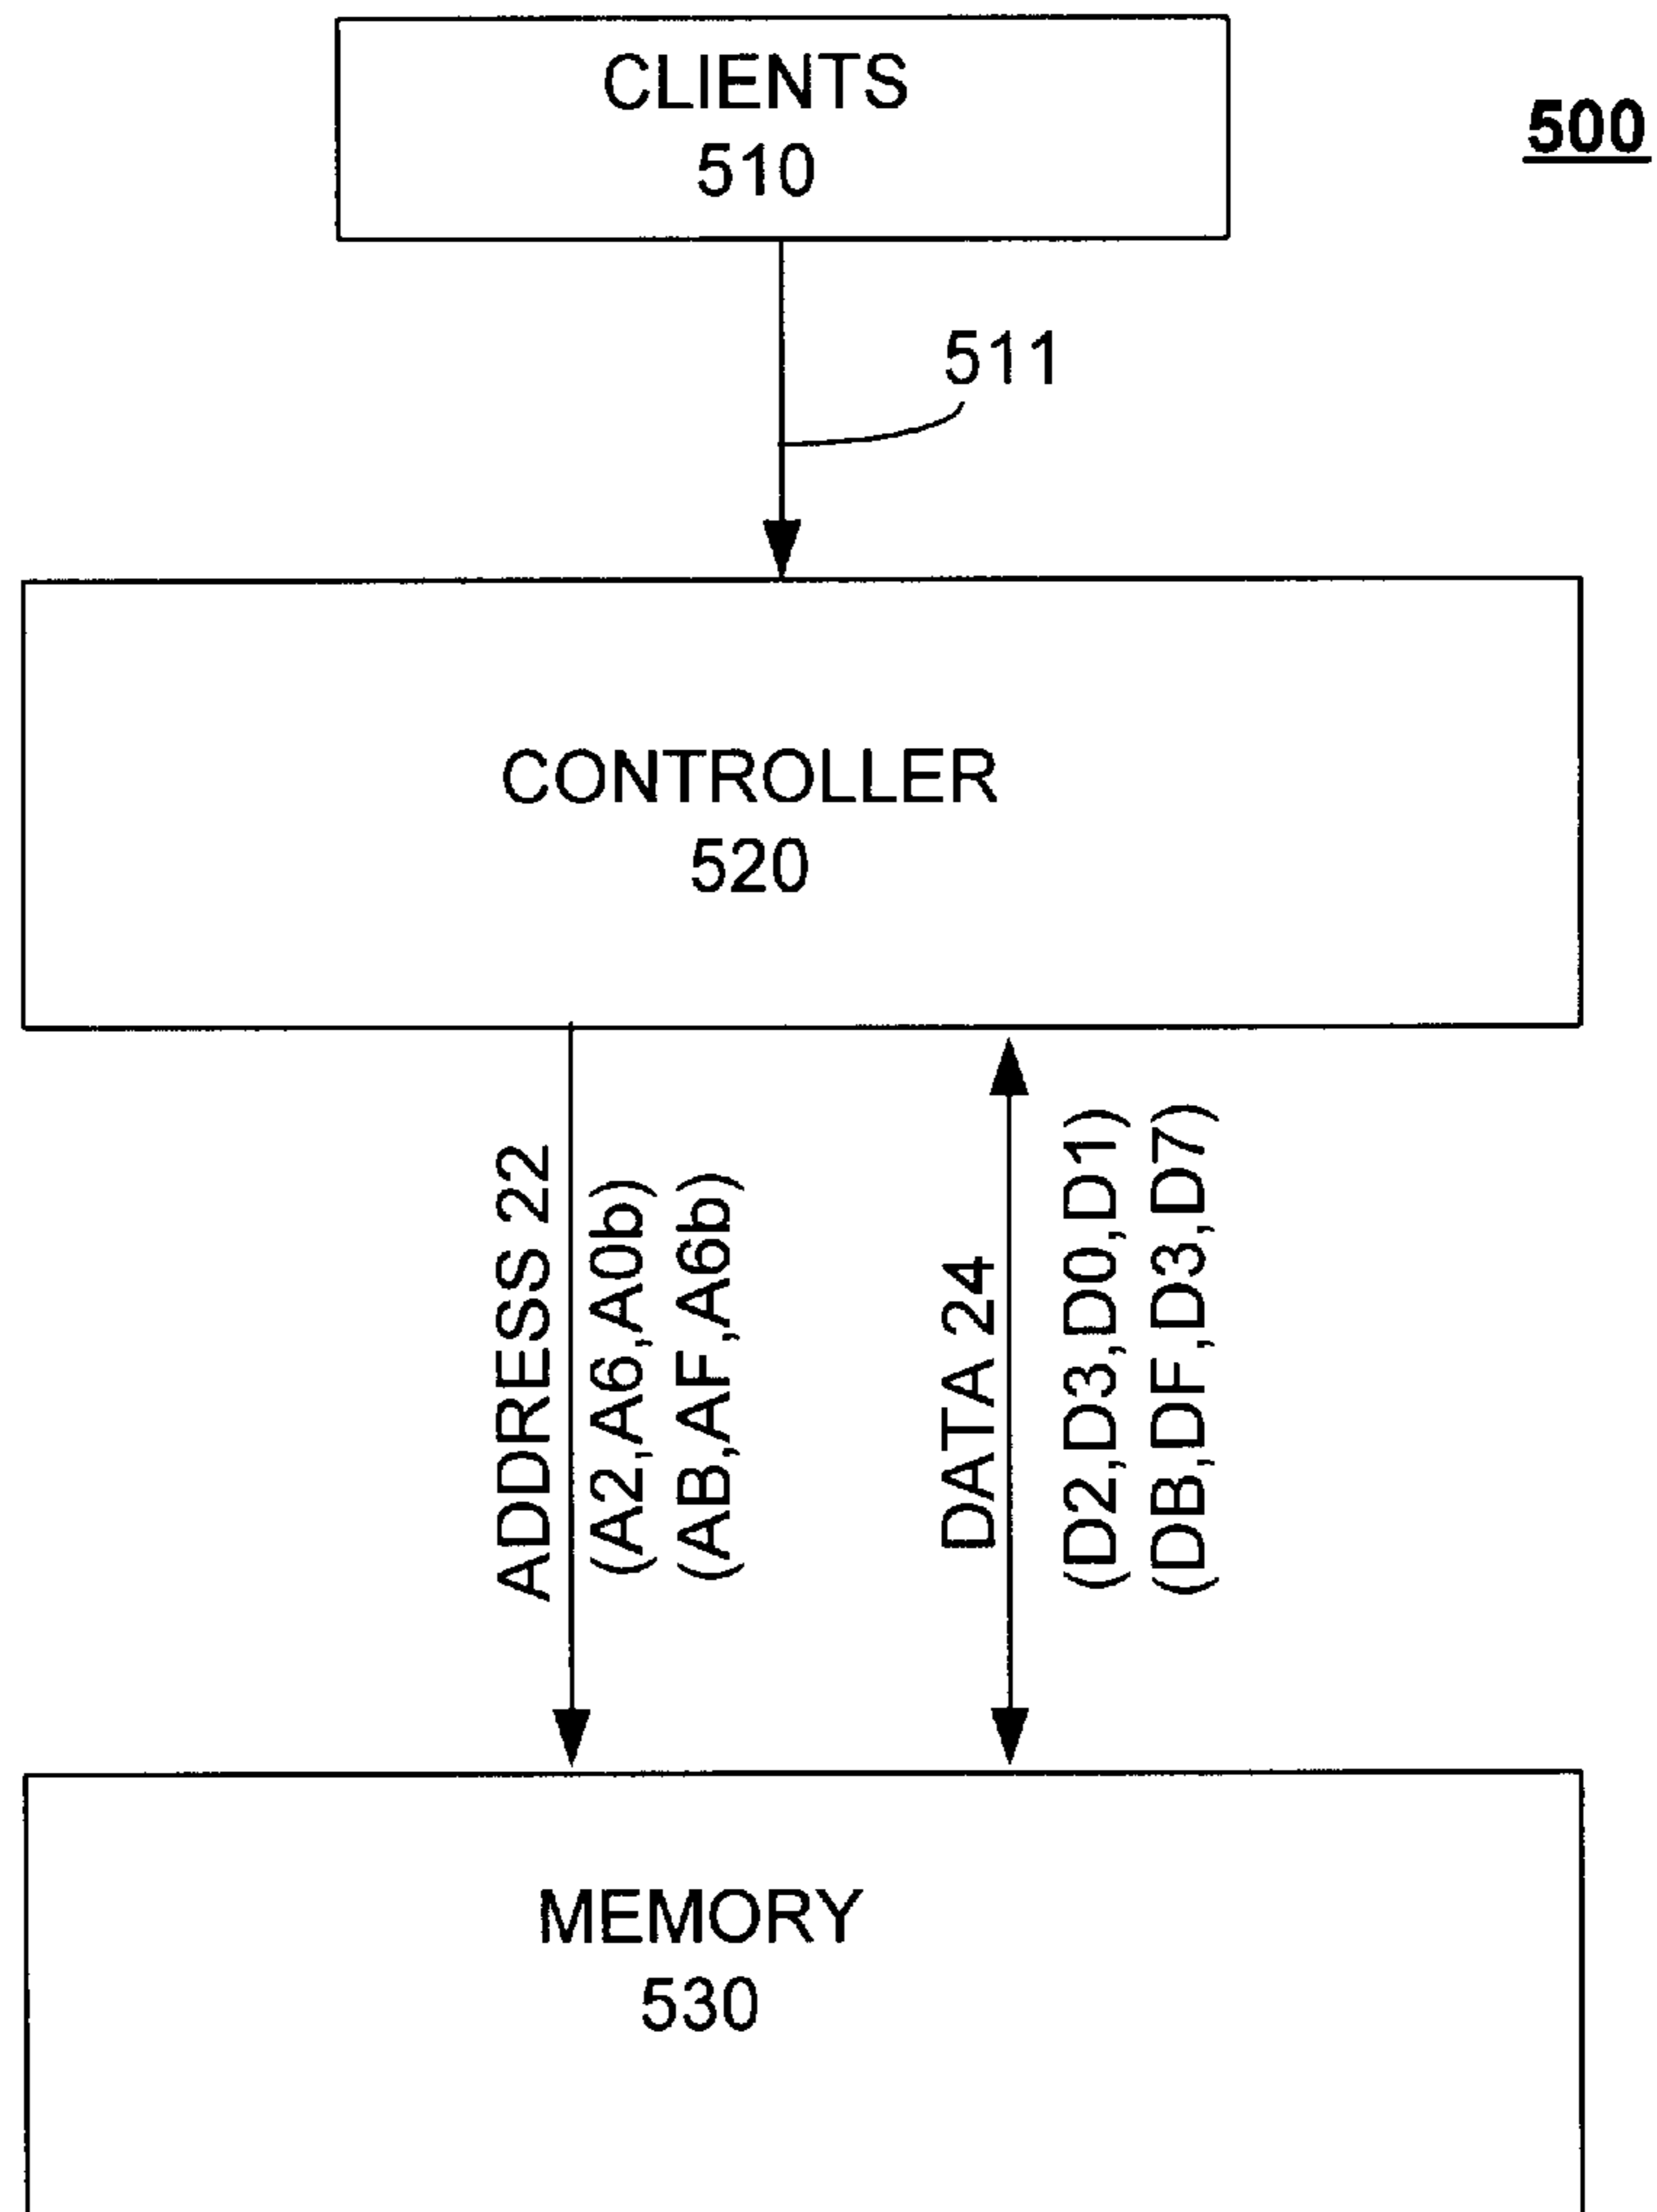 CLIENTS
510
500
511
CONTROLLER
520
ADDRESS 22
(A2,A6,A0b)
(AB,AF,A6b)
DATA 24
(D2,D3,D0,D1)
(DB,DF,D3,D7)
MEMORY
530